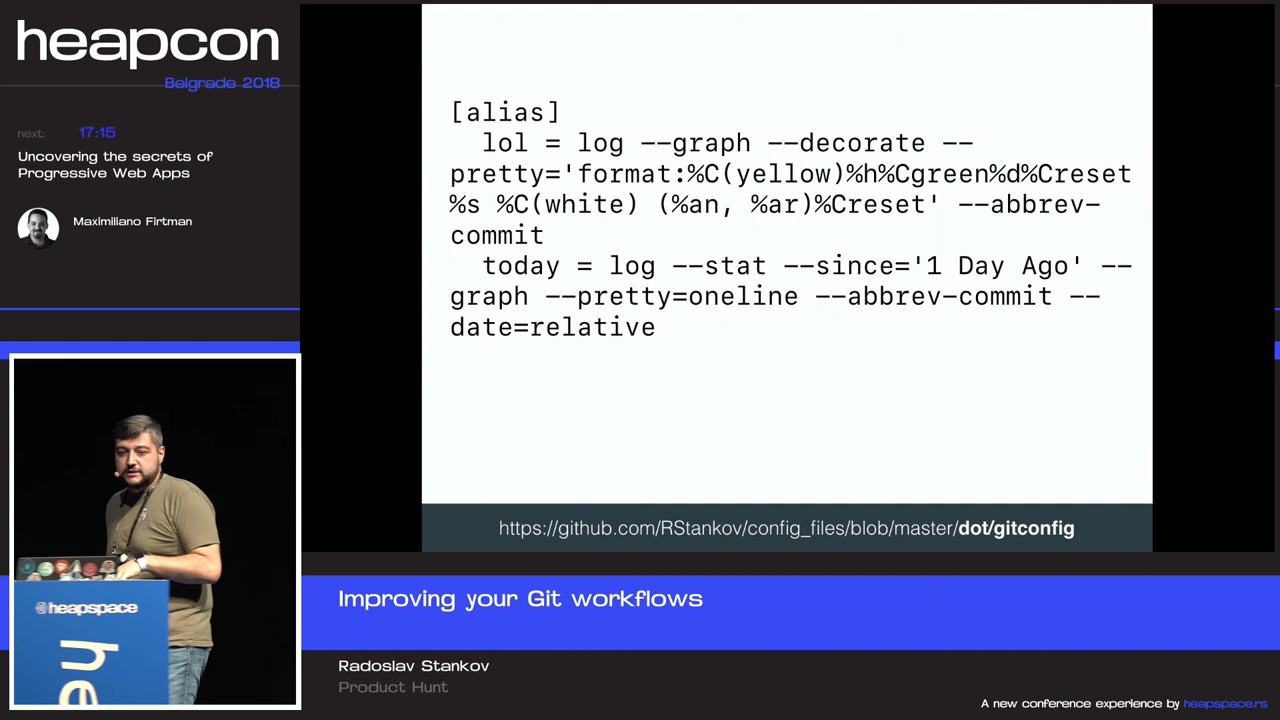 heapcon
Belgrade 2018
next: 17:15
Uncovering the secrets of
Progressive Web Apps
Maximiliano Firtman
[alias]
lol = log --graph --decorate --
pretty='format:%C(yellow)%h%Cgreen%d%Creset
%s %C(white) (%an, %ar)%Creset' --abbrev-
commit
today = log --stat --since='1 Day Ago' --
graph --pretty=oneline --abbrev-commit --
date=relative
https://github.com/RStankov/config_files/blob/master/dot/gitconfig
heapspace
he
Improving your Git workflows
Radoslav Stankov
Product Hunt
A new conference experience by heapspace.rs